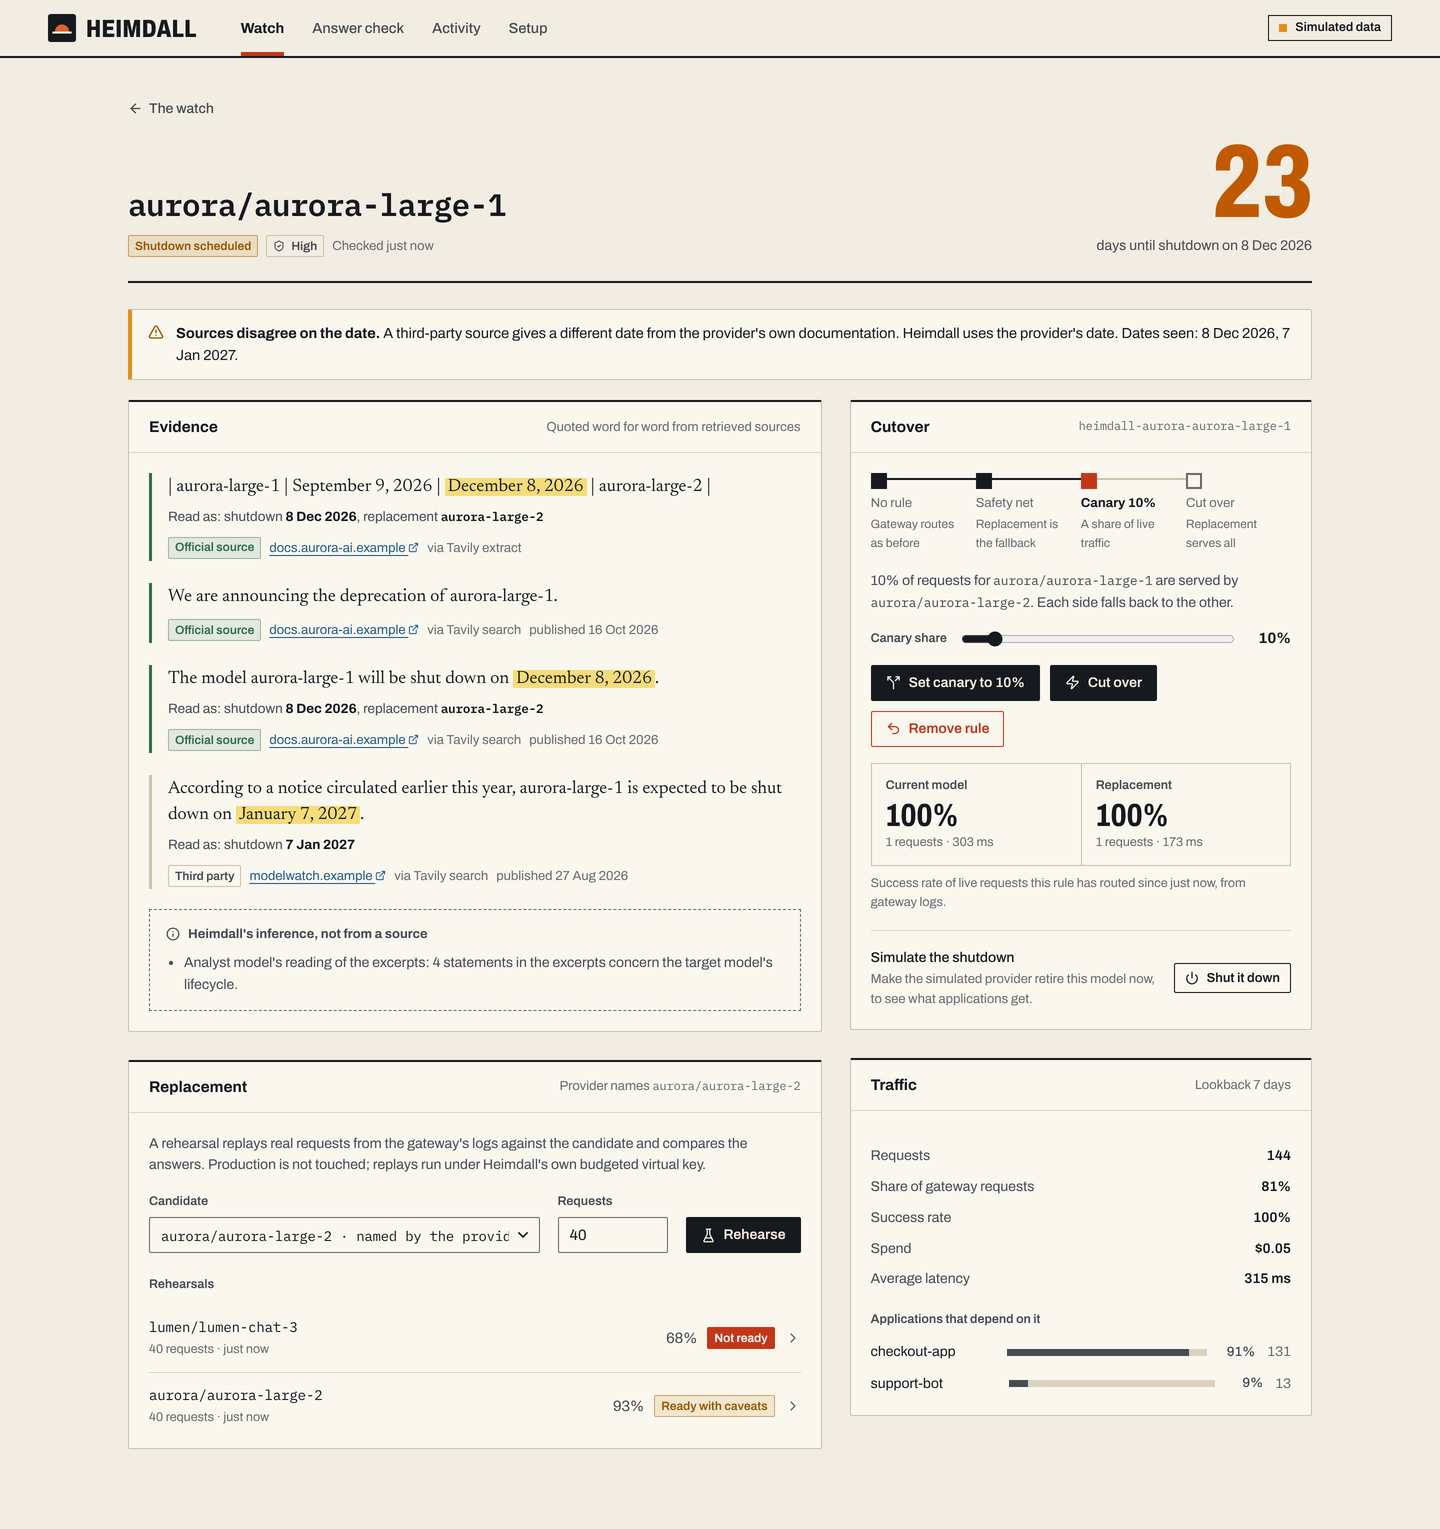 HEIMDALL
Watch
Answer check
Activity
Setup
Simulated data
The watch
aurora/aurora-large-1
Shutdown scheduled
High
Checked just now
23
days until shutdown on 8 Dec 2026
Sources disagree on the date. A third-party source gives a different date from the provider's own documentation. Heimdall uses the provider's date. Dates seen: 8 Dec 2026, 7
Jan 2027.
Evidence
Quoted word for word from retrieved sources
| aurora-large-1 | September 9, 2026 | December 8, 2026 | aurora-large-2 |
Read as: shutdown 8 Dec 2026, replacement aurora-large-2
Official source docs.aurora-ai.example via Tavily extract
We are announcing the deprecation of aurora-large-1.
Official source docs.aurora-ai.example via Tavily search published 16 Oct 2026
The model aurora-large-1 will be shut down on December 8, 2026.
Read as: shutdown 8 Dec 2026, replacement aurora-large-2
Official source docs.aurora-ai.example via Tavily search published 16 Oct 2026
According to a notice circulated earlier this year, aurora-large-1 is expected to be shut
down on January 7, 2027.
Read as: shutdown 7 Jan 2027
Third party modelwatch.example via Tavily search published 27 Aug 2026
Heimdall's inference, not from a source
• Analyst model's reading of the excerpts: 4 statements in the excerpts concern the target model's
lifecycle.
Cutover
heimdall-aurora-aurora-large-1
No rule
Gateway routes
as before
Safety net
Replacement is
the fallback
Canary 10%
A share of live
traffic
Cut over
Replacement
serves all
10% of requests for aurora/aurora-large-1 are served by
aurora/aurora-large-2. Each side falls back to the other.
Canary share
10%
Set canary to 10%
Cut over
Remove rule
Current model
100%
1 requests · 303 ms
Replacement
100%
1 requests · 173 ms
Success rate of live requests this rule has routed since just now, from
gateway logs.
Simulate the shutdown
Make the simulated provider retire this model now,
to see what applications get.
Shut it down
Replacement
Provider names aurora/aurora-large-2
A rehearsal replays real requests from the gateway's logs against the candidate and compares the
answers. Production is not touched; replays run under Heimdall's own budgeted virtual key.
Candidate
Requests
aurora/aurora-large-2 · named by the provid
40
Rehearse
Rehearsals
lumen/lumen-chat-3
40 requests · just now
68%
Not ready
aurora/aurora-large-2
40 requests · just now
93%
Ready with caveats
Traffic
Lookback 7 days
Requests 144
Share of gateway requests 81%
Success rate 100%
Spend $0.05
Average latency 315 ms
Applications that depend on it
checkout-app 91% 131
support-bot 9% 13